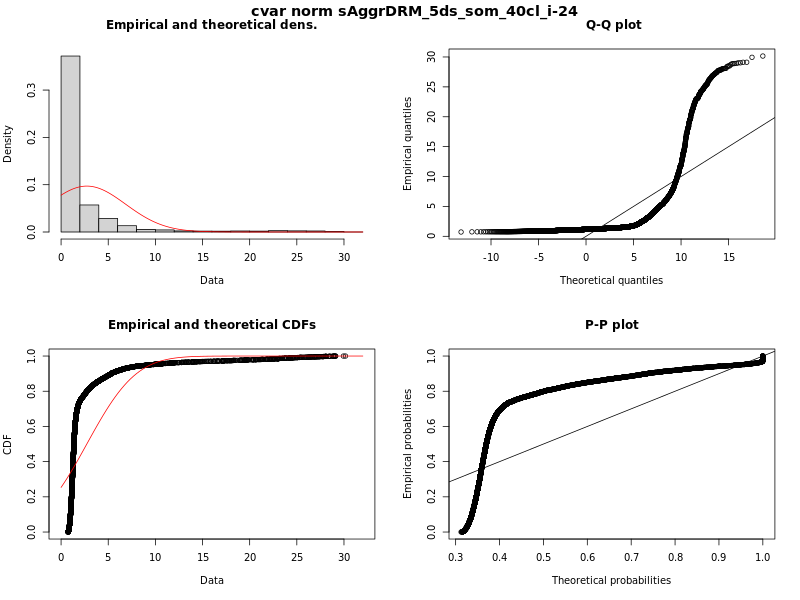 cvar norm sAggrDRM_5ds_som_40cl_i-24
Empirical and theoretical dens.
Density
0.0 0.1 0.2 0.3
0 5 10 15 20 25 30
Data
Q-Q plot
Empirical quantiles
0 5 10 15 20 25 30
-10 -5 0 5 10 15
Theoretical quantiles
Empirical and theoretical CDFs
CDF
0.0 0.2 0.4 0.6 0.8 1.0
0 5 10 15 20 25 30
Data
P-P plot
Empirical probabilities
0.0 0.2 0.4 0.6 0.8 1.0
0.3 0.4 0.5 0.6 0.7 0.8 0.9 1.0
Theoretical probabilities